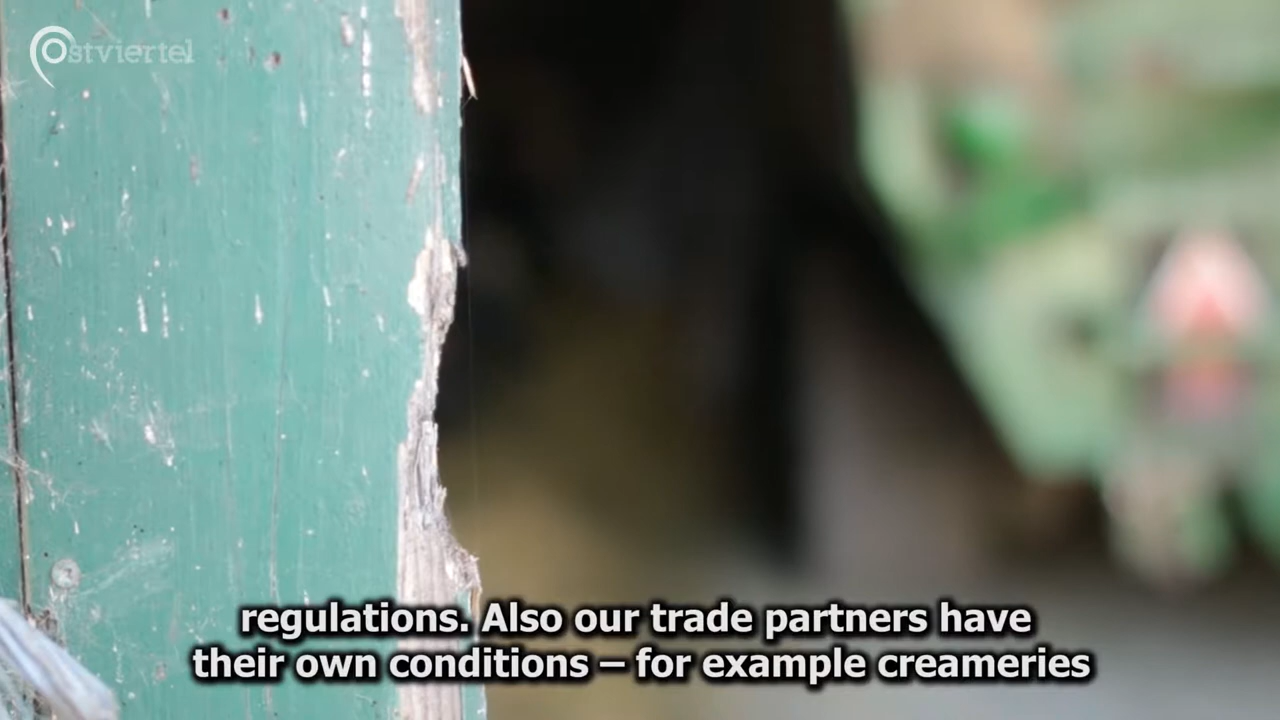 Ostviertel
regulations. Also our trade partners have
their own conditions – for example creameries